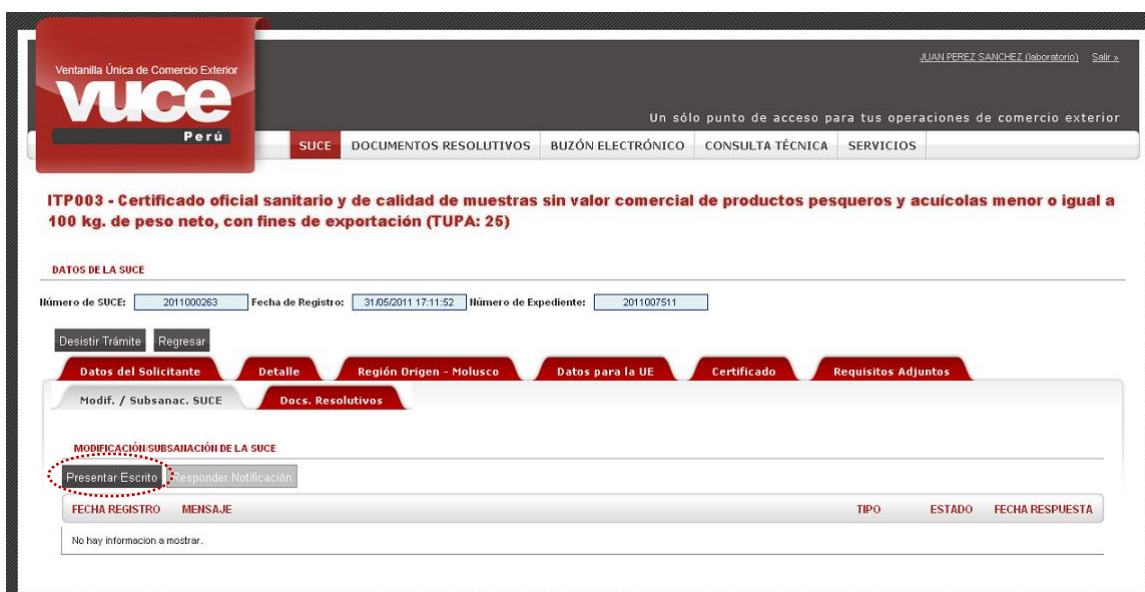 JUAN PEREZ SANCHEZ (laboratorio) Salir »
Ventanilla Única de Comercio Exterior
vuce
Perú
Un sólo punto de acceso para tus operaciones de comercio exterior
SUCE DOCUMENTOS RESOLUTIVOS BUZÓN ELECTRÓNICO CONSULTA TÉCNICA SERVICIOS
ITP003 - Certificado oficial sanitario y de calidad de muestras sin valor comercial de productos pesqueros y acuícolas menor o igual a
100 kg. de peso neto, con fines de exportación (TUPA: 25)
DATOS DE LA SUCE
Número de SUCE: 2011000263 Fecha de Registro: 31/05/2011 17:11:52 Número de Expediente: 2011007511
Desistir Trámite Regresar
Datos del Solicitante Detalle Región Origen - Molusco Datos para la UE Certificado Requisitos Adjuntos
Modif. / Subsanac. SUCE Docs. Resolutivos
MODIFICACIÓN/SUBSANACIÓN DE LA SUCE
Presentar Escrito Responder Notificación
FECHA REGISTRO MENSAJE TIPO ESTADO FECHA RESPUESTA
No hay informacion a mostrar.